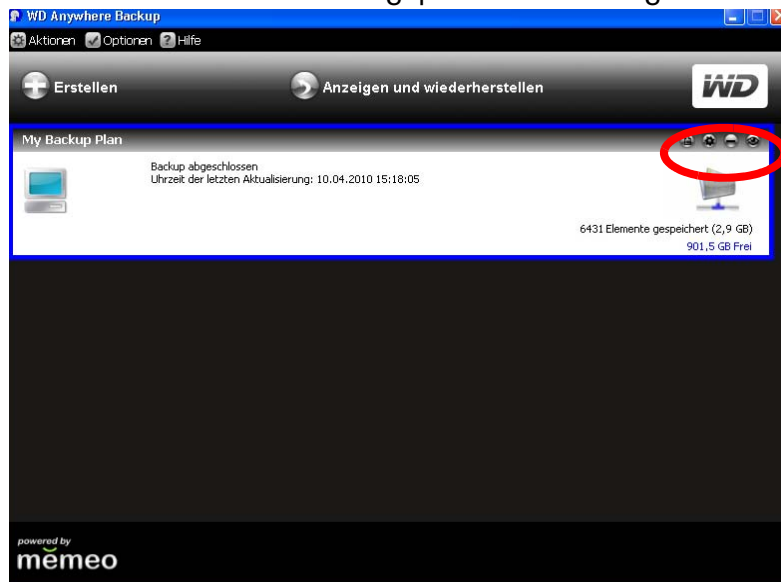 WD Anywhere Backup
Aktionen Optionen ? Hilfe
Erstellen Anzeigen und wiederherstellen WD
My Backup Plan
Backup abgeschlossen
Uhrzeit der letzten Aktualisierung: 10.04.2010 15:18:05
6431 Elemente gespeichert (2,9 GB)
901,5 GB Frei
powered by
memeo